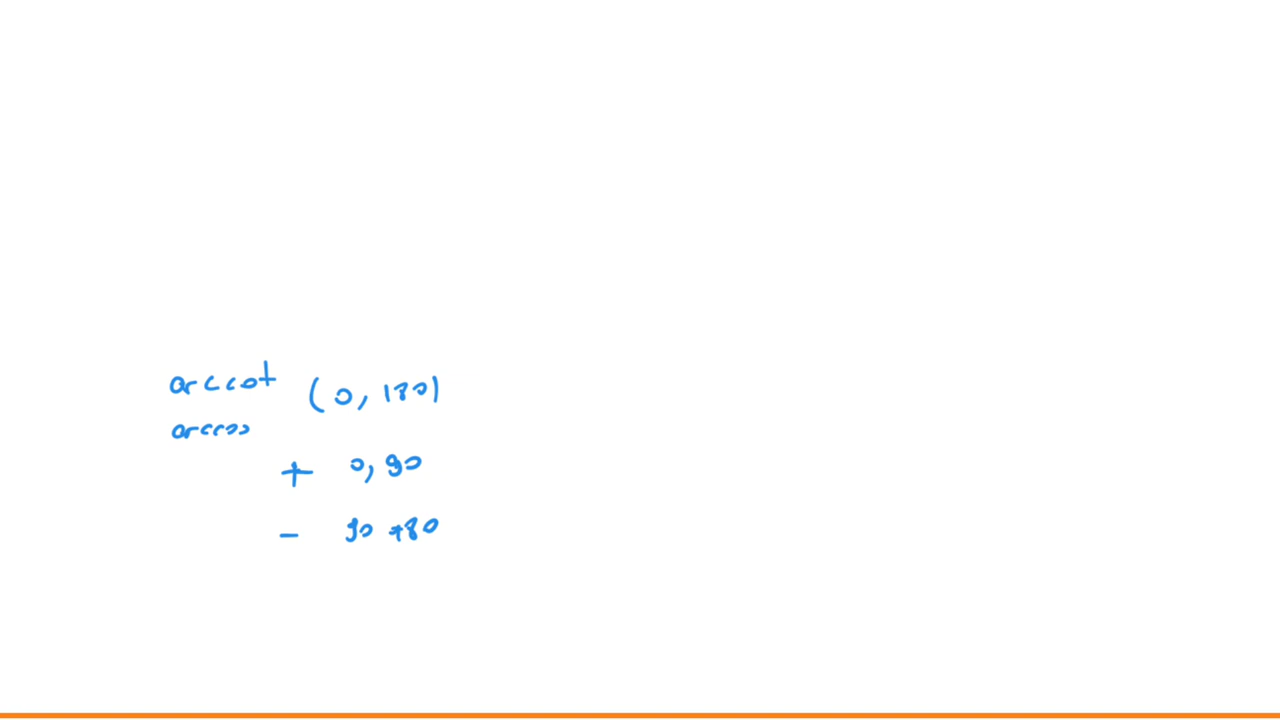 arccot (0, 180)
arccos
+ 0, 90
- 90 180